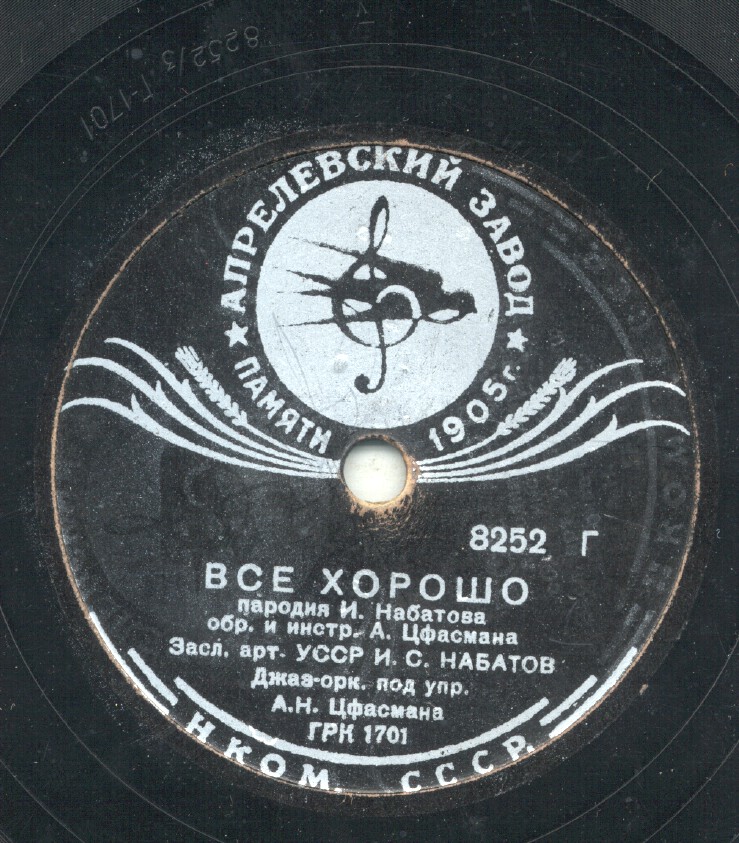 8252/3 Г-1701
АПРЕЛЕВСКИЙ ЗАВОД
ПАМЯТИ 1905 г.
8252 Г
ВСЕ ХОРОШО
пародия И. Набатова
обр. и инстр. А. Цфасмана
Засл. арт. УССР И. С. НАБАТОВ
Джаз-орк. под упр.
А.Н. Цфасмана
ГРК 1701
НКОМ. СССР.